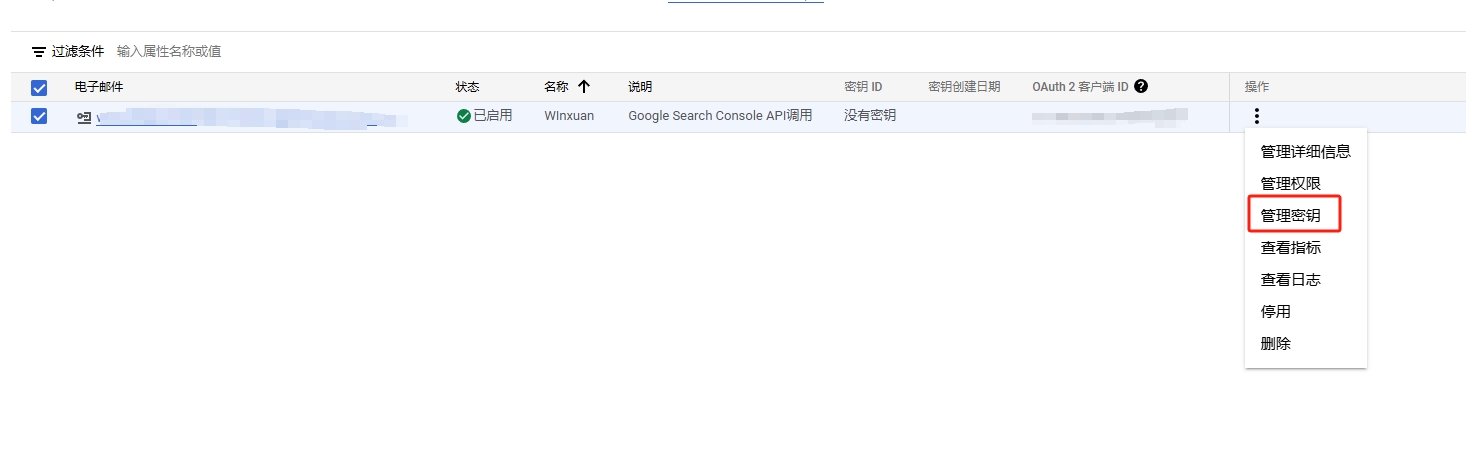 过滤条件 输入属性名称或值
电子邮件 状态 名称 说明 密钥 ID 密钥创建日期 OAuth 2 客户端 ID 操作
已启用 WInxuan Google Search Console API调用 没有密钥
管理详细信息
管理权限
管理密钥
查看指标
查看日志
停用
删除